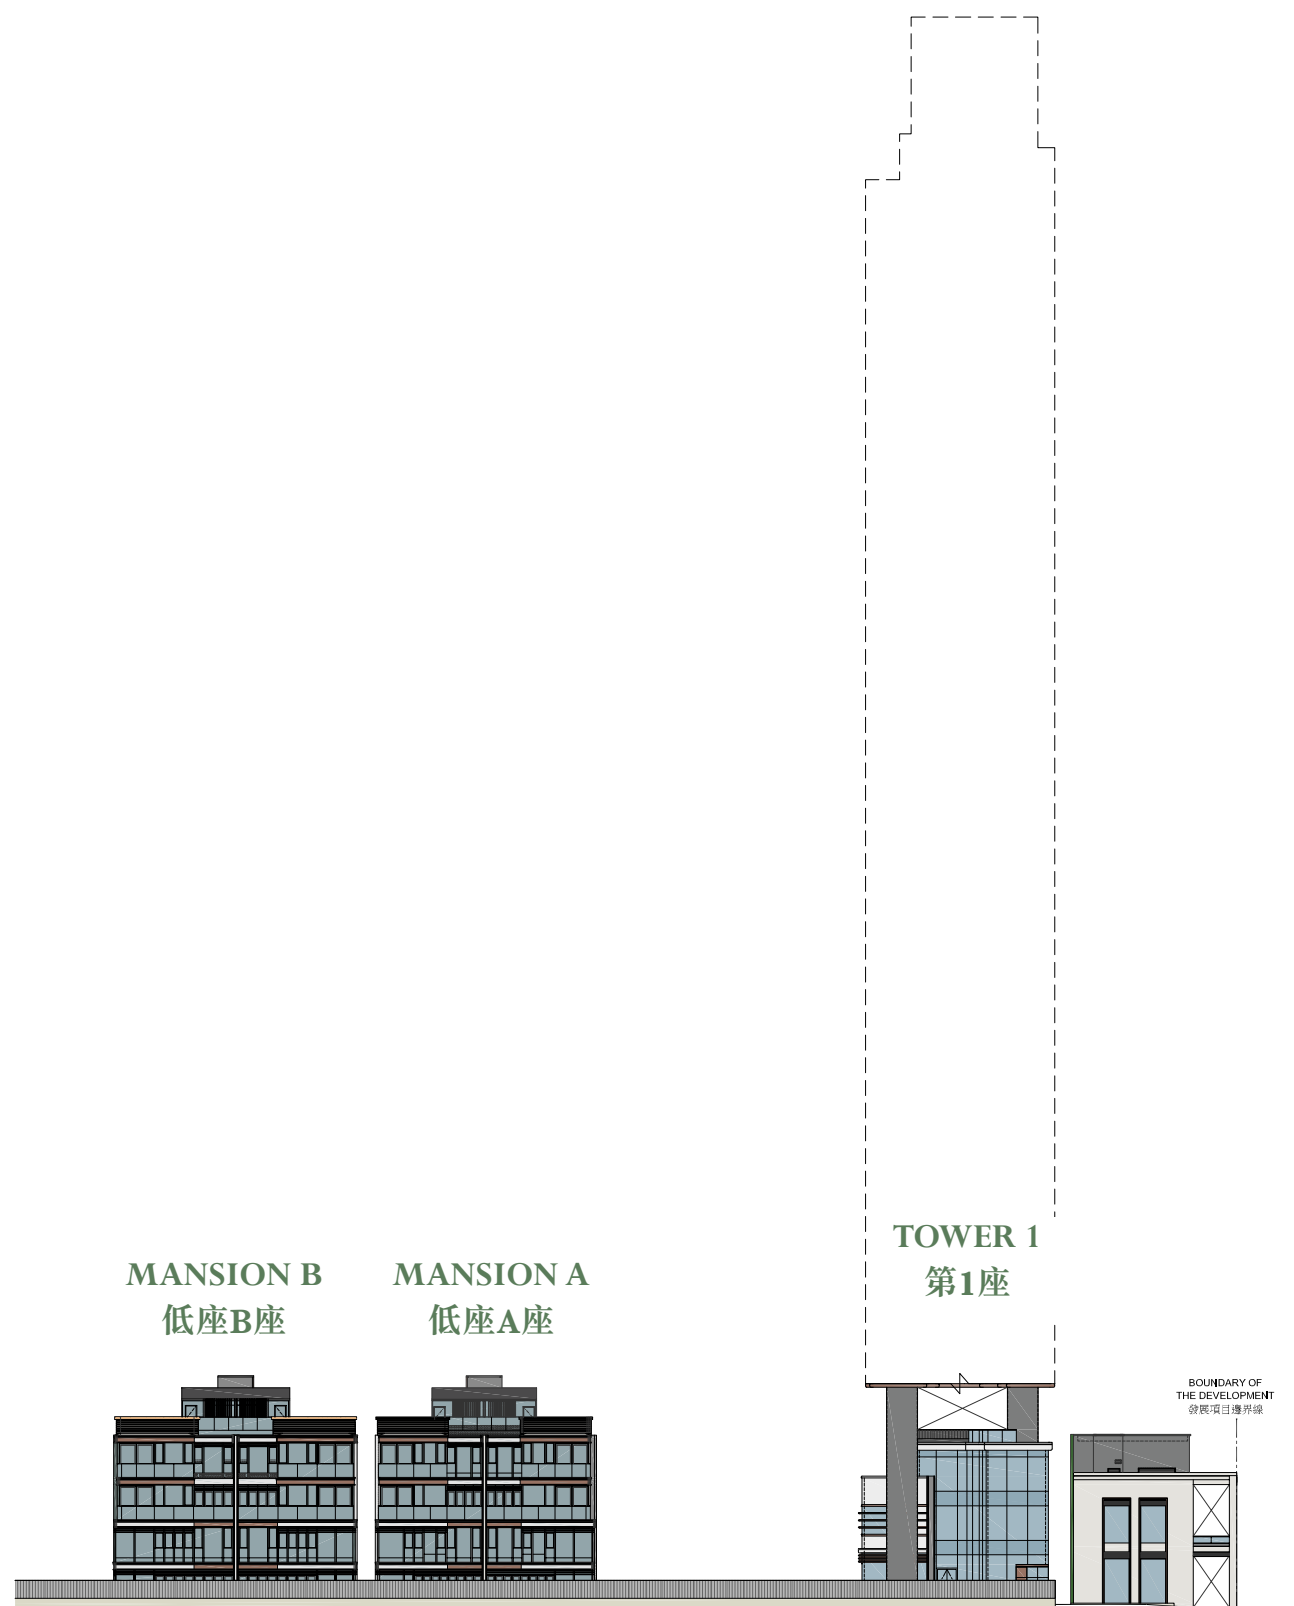 TOWER 1
第1座
MANSION B
低座B座
MANSION A
低座A座
BOUNDARY OF
THE DEVELOPMENT
發展項目邊界線